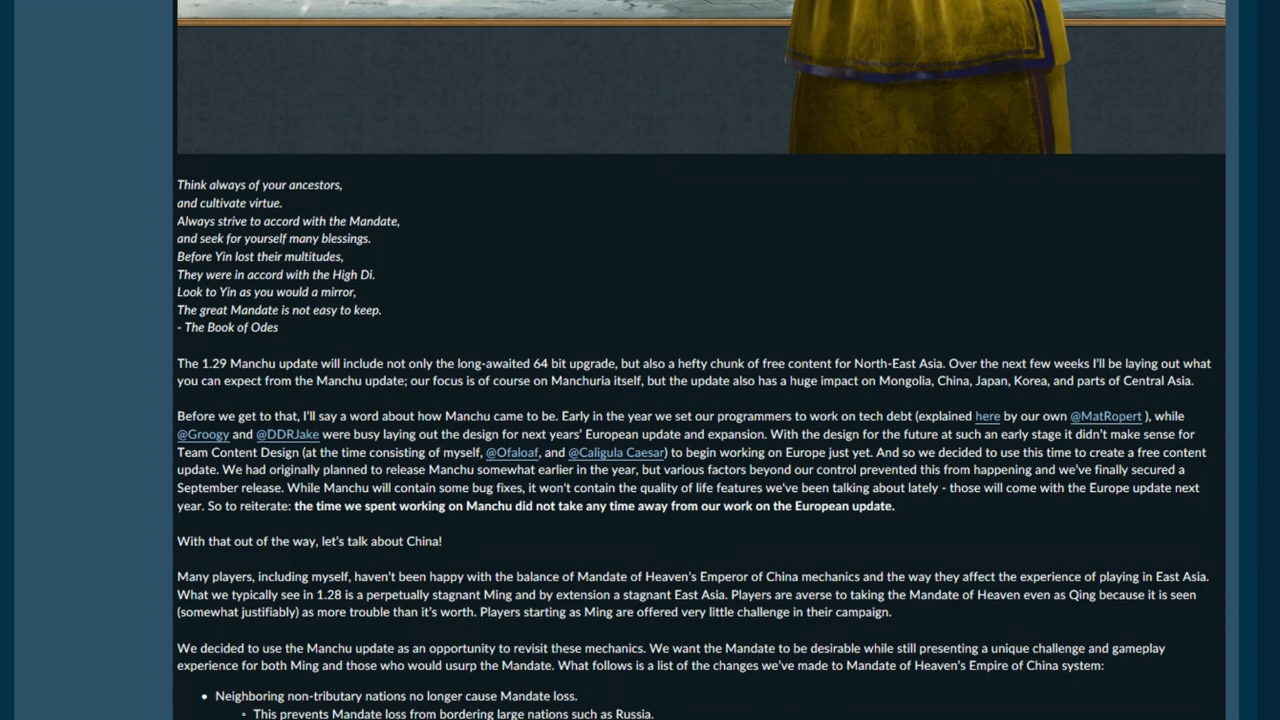 Think always of your ancestors,
and cultivate virtue.
Always strive to accord with the Mandate,
and seek for yourself many blessings.
Before Yin lost their multitudes,
They were in accord with the High Di.
Look to Yin as you would a mirror,
The great Mandate is not easy to keep.
- The Book of Odes
The 1.29 Manchu update will include not only the long-awaited 64 bit upgrade, but also a hefty chunk of free content for North-East Asia. Over the next few weeks I'll be laying out what
you can expect from the Manchu update; our focus is of course on Manchuria itself, but the update also has a huge impact on Mongolia, China, Japan, Korea, and parts of Central Asia.
Before we get to that, I'll say a word about how Manchu came to be. Early in the year we set our programmers to work on tech debt (explained here by our own @MatRopert ), while
@Groogy and @DDRJake were busy laying out the design for next years' European update and expansion. With the design for the future at such an early stage it didn't make sense for
Team Content Design (at the time consisting of myself, @Ofaloaf, and @Caligula Caesar) to begin working on Europe just yet. And so we decided to use this time to create a free content
update. We had originally planned to release Manchu somewhat earlier in the year, but various factors beyond our control prevented this from happening and we've finally secured a
September release. While Manchu will contain some bug fixes, it won't contain the quality of life features we've been talking about lately - those will come with the Europe update next
year. So to reiterate: the time we spent working on Manchu did not take any time away from our work on the European update.
With that out of the way, let's talk about China!
Many players, including myself, haven't been happy with the balance of Mandate of Heaven's Emperor of China mechanics and the way they affect the experience of playing in East Asia.
What we typically see in 1.28 is a perpetually stagnant Ming and by extension a stagnant East Asia. Players are averse to taking the Mandate of Heaven even as Qing because it is seen
(somewhat justifiably) as more trouble than it's worth. Players starting as Ming are offered very little challenge in their campaign.
We decided to use the Manchu update as an opportunity to revisit these mechanics. We want the Mandate to be desirable while still presenting a unique challenge and gameplay
experience for both Ming and those who would usurp the Mandate. What follows is a list of the changes we've made to Mandate of Heaven's Empire of China system:
• Neighboring non-tributary nations no longer cause Mandate loss.
◦ This prevents Mandate loss from bordering large nations such as Russia.